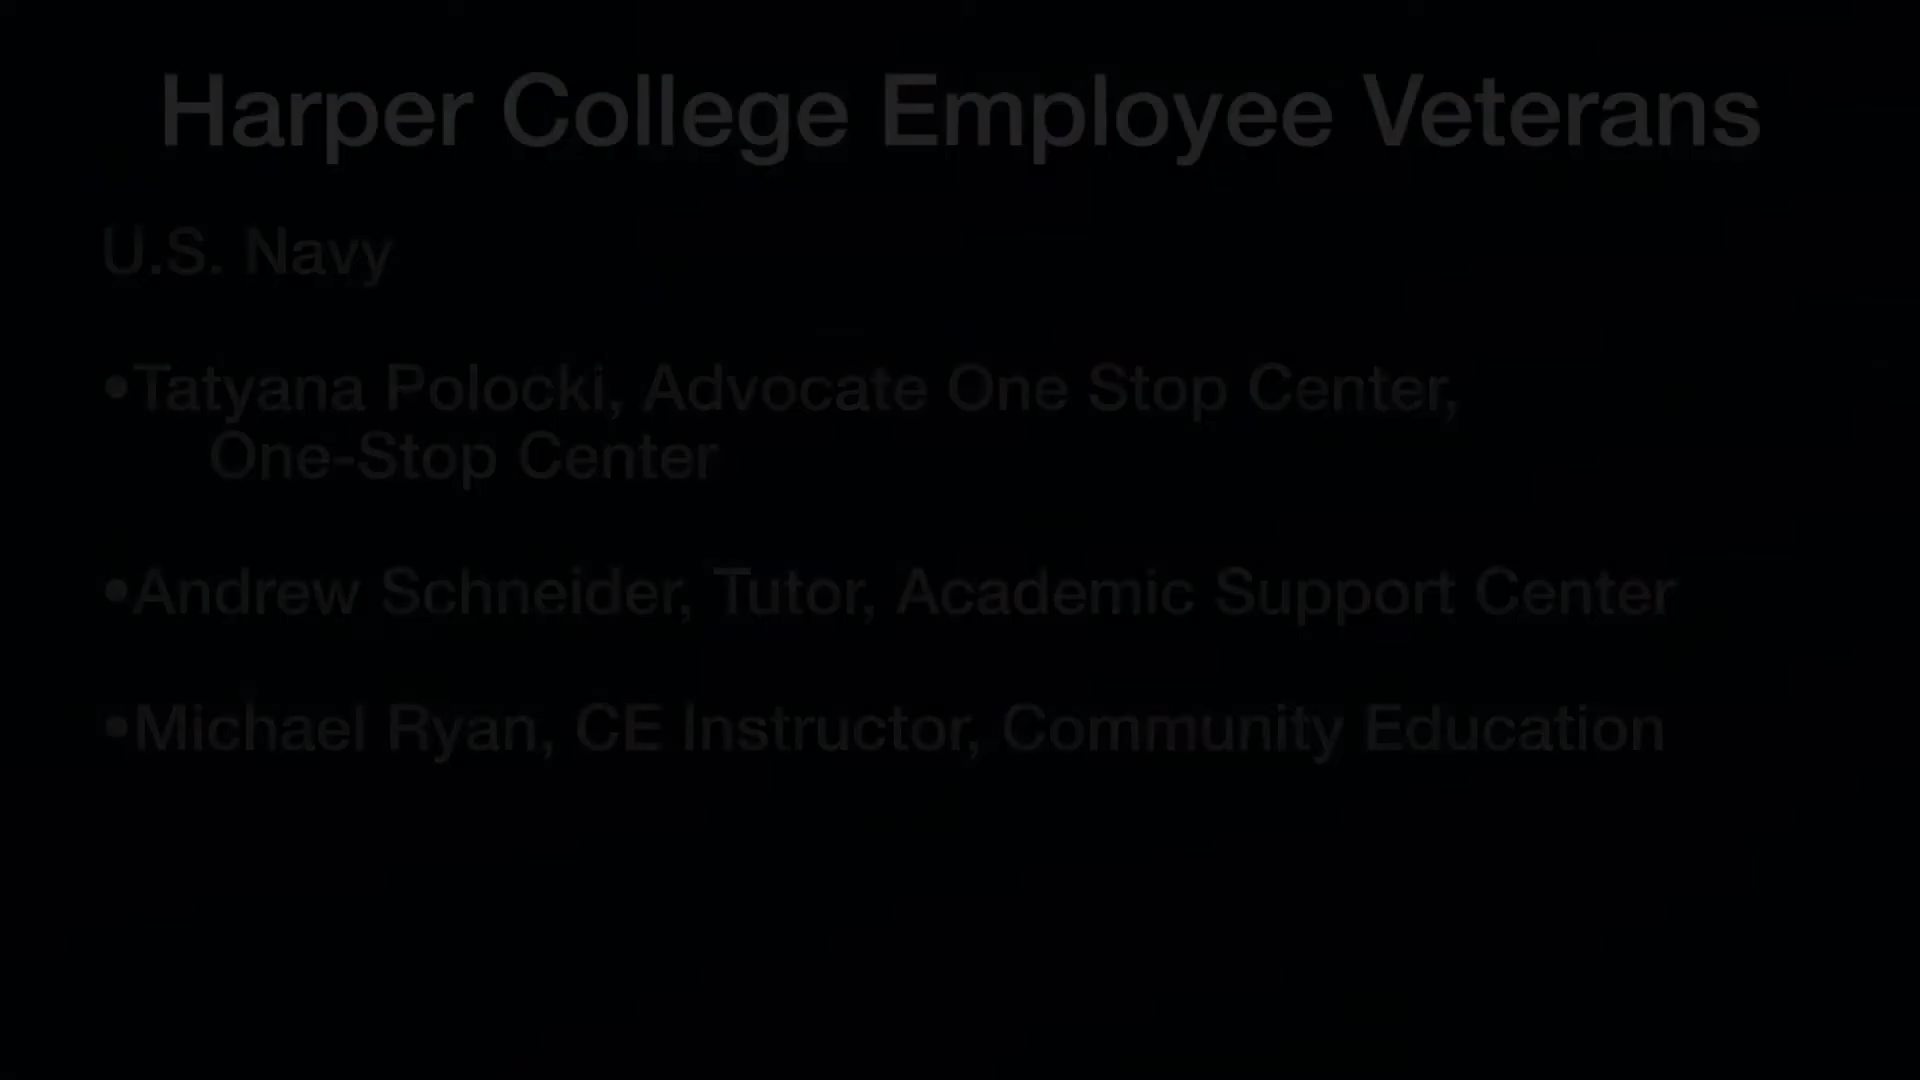 Harper College Employee Veterans
U.S. Navy
•Tatyana Polocki, Advocate One Stop Center,
One-Stop Center
•Andrew Schneider, Tutor, Academic Support Center
•Michael Ryan, CE Instructor, Community Education